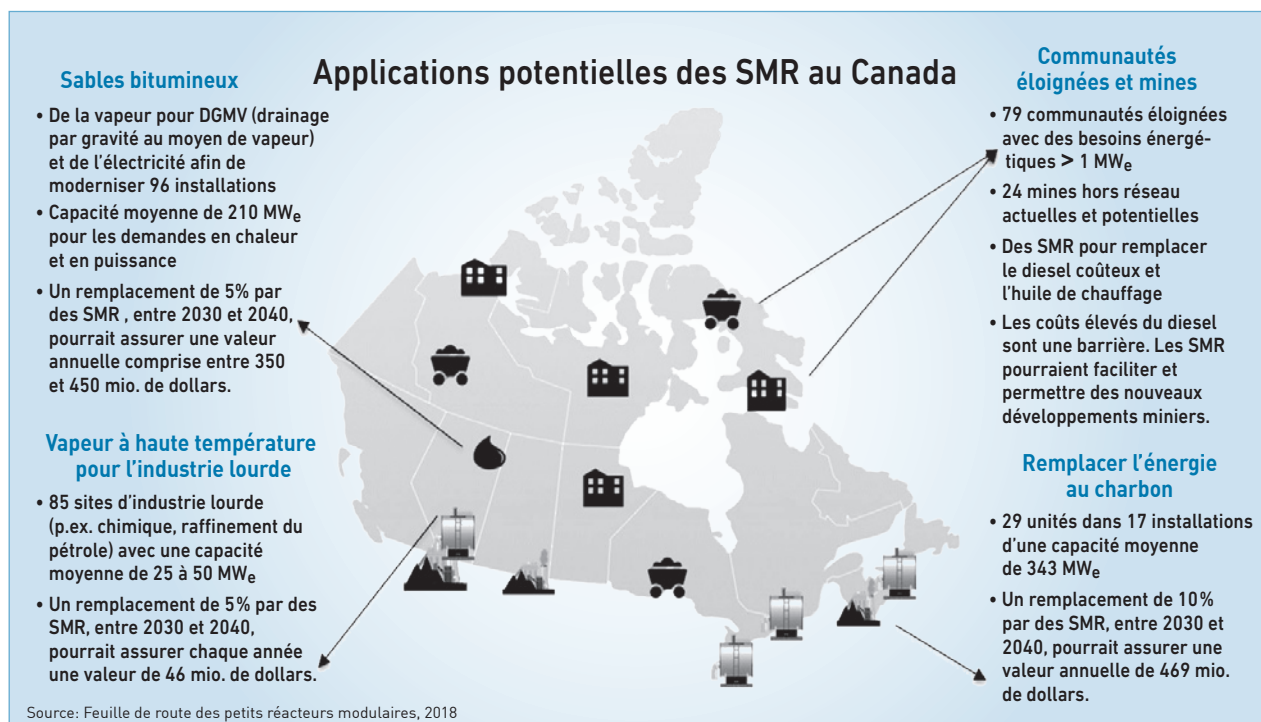 Applications potentielles des SMR au Canada
Sables bitumineux
• De la vapeur pour DGMV (drainage
par gravité au moyen de vapeur)
et de l'électricité afin de
moderniser 96 installations
• Capacité moyenne de 210 MWe
pour les demandes en chaleur
et en puissance
• Un remplacement de 5% par
des SMR , entre 2030 et 2040,
pourrait assurer une valeur
annuelle comprise entre 350
et 450 mio. de dollars.
Vapeur à haute température
pour l'industrie lourde
• 85 sites d'industrie lourde
(p.ex. chimique, raffinement du
pétrole) avec une capacité
moyenne de 25 à 50 MWe
• Un remplacement de 5% par des
SMR, entre 2030 et 2040,
pourrait assurer chaque année
une valeur de 46 mio. de dollars.
Communautés
éloignées et mines
• 79 communautés éloignées
avec des besoins énergé-
tiques > 1 MWe
• 24 mines hors réseau
actuelles et potentielles
• Des SMR pour remplacer
le diesel coûteux et
l'huile de chauffage
• Les coûts élevés du diesel
sont une barrière. Les SMR
pourraient faciliter et
permettre des nouveaux
développements miniers.
Remplacer l'énergie
au charbon
• 29 unités dans 17 installations
d'une capacité moyenne
de 343 MWe
• Un remplacement de 10%
par des SMR, entre 2030 et
2040, pourrait assurer une
valeur annuelle de 469 mio.
de dollars.
Source: Feuille de route des petits réacteurs modulaires, 2018